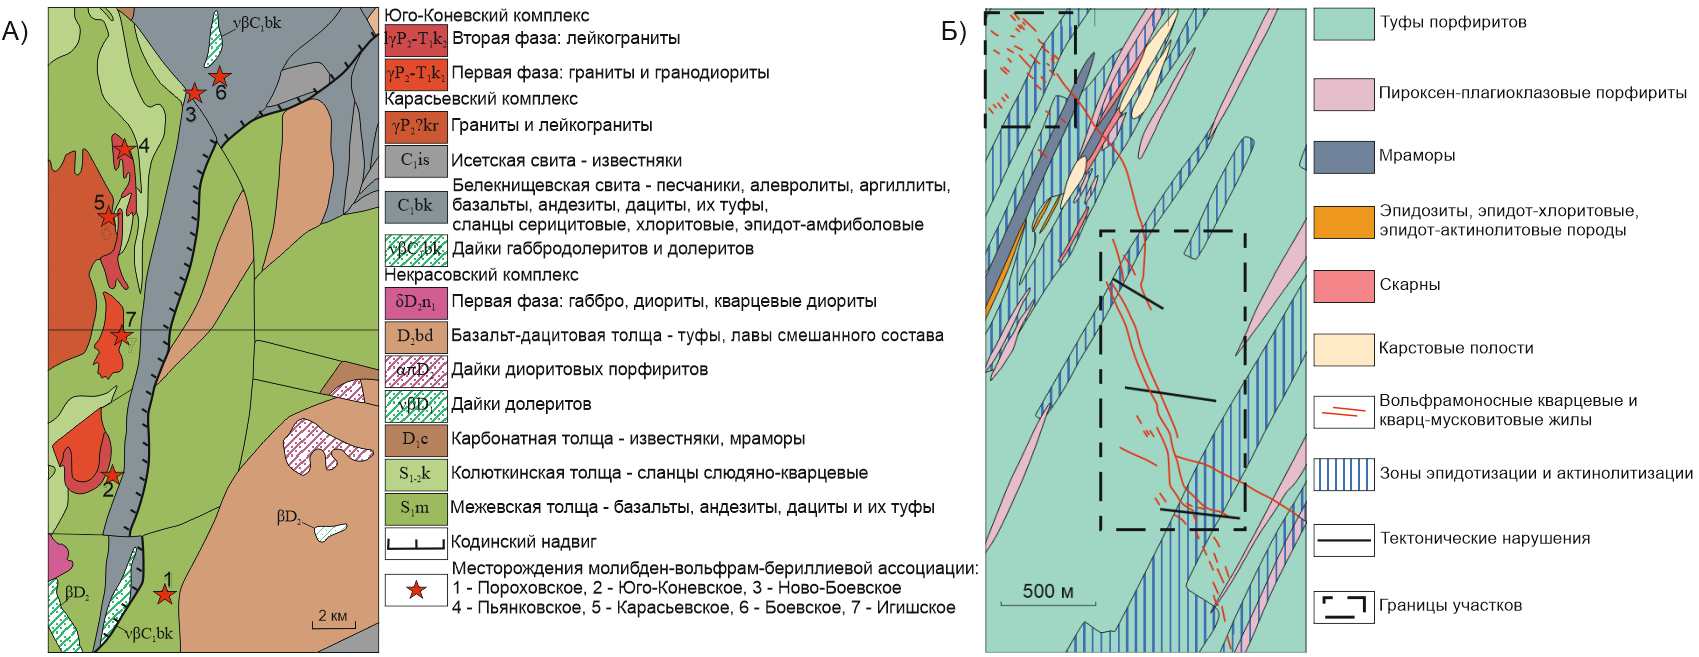 А)
νβC₁bk
6
3
4
5
7
2
βD₂
1
βD₂
νβC₁bk
2 км
Юго-Коневский комплекс
lγP₂-T₁k₂ Вторая фаза: лейкограниты
γP₂-T₁k₁ Первая фаза: граниты и гранодиориты
Карасьевский комплекс
γP₂?kr Граниты и лейкограниты
C₁is Исетская свита - известняки
Белекнищевская свита - песчаники, алевролиты, аргиллиты,
C₁bk базальты, андезиты, дациты, их туфы,
сланцы серицитовые, хлоритовые, эпидот-амфиболовые
νβC₁bk Дайки габбродолеритов и долеритов
Некрасовский комплекс
δD₂n₁ Первая фаза: габбро, диориты, кварцевые диориты
D₂bd Базальт-дацитовая толща - туфы, лавы смешанного состава
Дайки диоритовых порфиритов
Дайки долеритов
D₁c Карбонатная толща - известняки, мраморы
S₁₋₂k Колюткинская толща - сланцы слюдяно-кварцевые
S₁m Межевская толща - базальты, андезиты, дациты и их туфы
Кодинский надвиг
Месторождения молибден-вольфрам-бериллиевой ассоциации:
1 - Пороховское, 2 - Юго-Коневское, 3 - Ново-Боевское
4 - Пьянковское, 5 - Карасьевское, 6 - Боевское, 7 - Игишское
Б)
500 м
Туфы порфиритов
Пироксен-плагиоклазовые порфириты
Мраморы
Эпидозиты, эпидот-хлоритовые,
эпидот-актинолитовые породы
Скарны
Карстовые полости
Вольфрамоносные кварцевые и
кварц-мусковитовые жилы
Зоны эпидотизации и актинолитизации
Тектонические нарушения
Границы участков